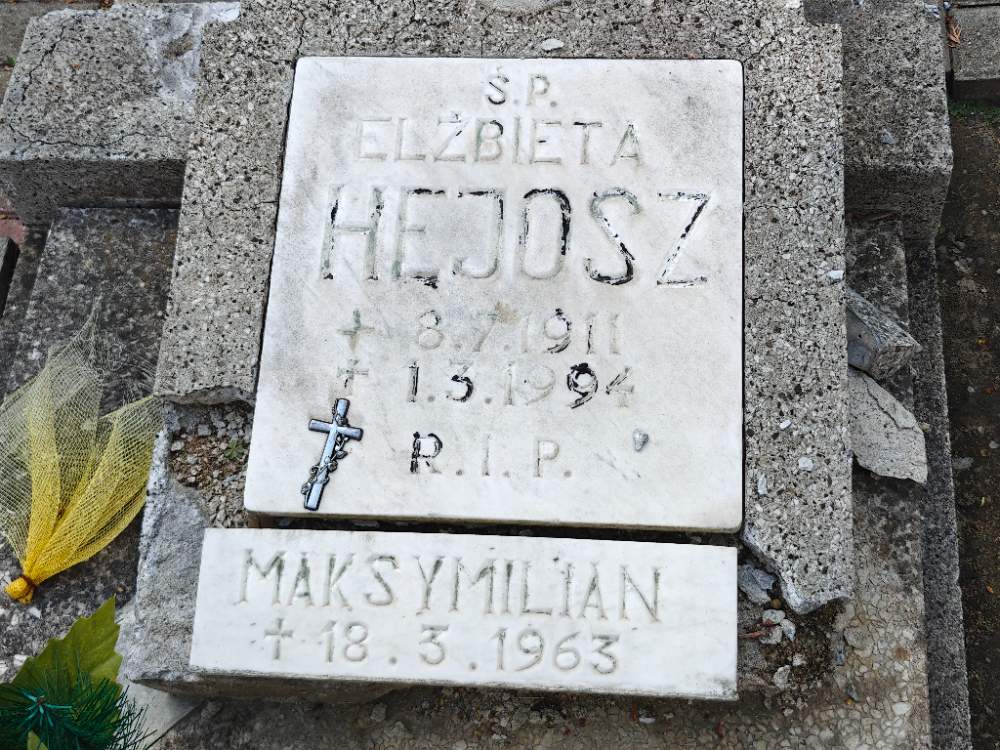 Ś.P.
ELŻBIETA
HEJOSZ
+ 8.7.1911
+ 1.3.1994
R.I.P.
MAKSYMILIAN
+ 18.3.1963